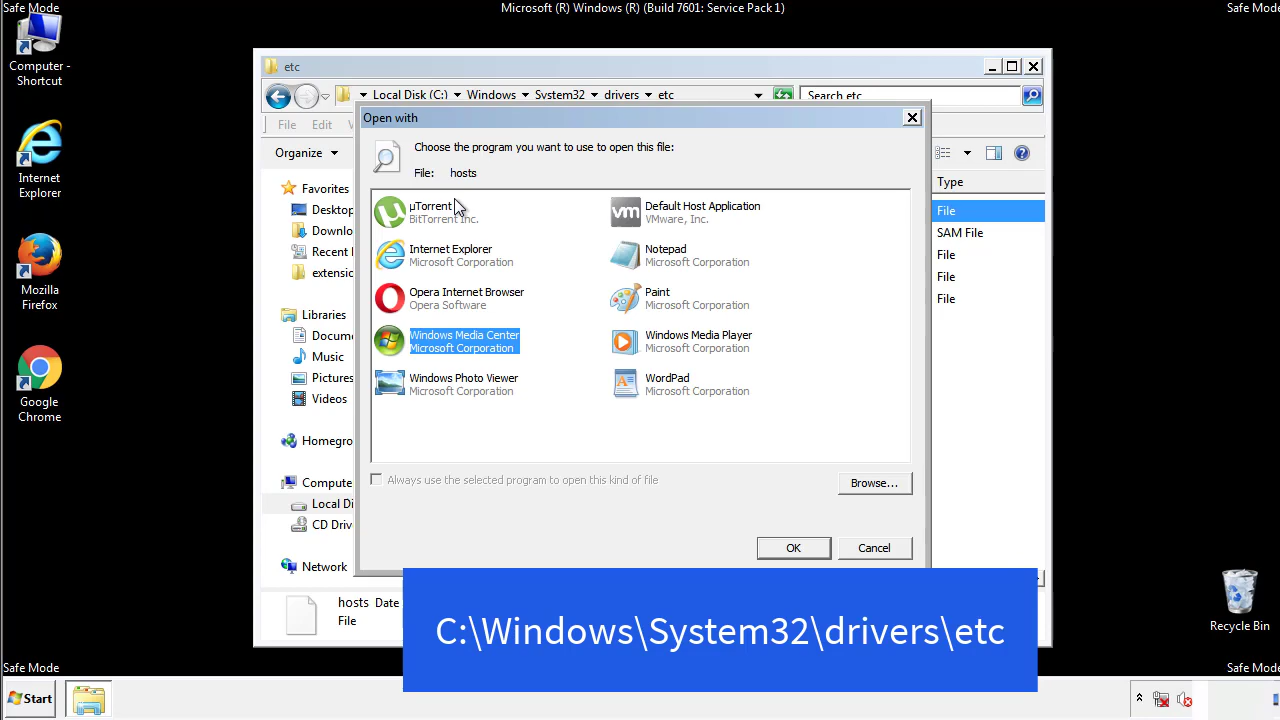 Safe Mode
Microsoft (R) Windows (R) (Build 7601: Service Pack 1)
Safe Mode
Computer - Shortcut
Internet Explorer
Mozilla Firefox
Google Chrome
etc
Local Disk (C:) Windows System32 drivers etc
Search etc
File Edit
Organize
Type
Favorites
Desktop
Downlo
Recent
extensio
Libraries
Docume
Music
Pictures
Videos
Homegro
Compute
Local Di
CD Driv
Network
File
SAM File
File
File
File
Open with
Choose the program you want to use to open this file:
File: hosts
µTorrent
BitTorrent Inc.
Default Host Application
VMware, Inc.
Internet Explorer
Microsoft Corporation
Notepad
Microsoft Corporation
Opera Internet Browser
Opera Software
Paint
Microsoft Corporation
Windows Media Center
Microsoft Corporation
Windows Media Player
Microsoft Corporation
Windows Photo Viewer
Microsoft Corporation
WordPad
Microsoft Corporation
Always use the selected program to open this kind of file
Browse...
OK
Cancel
hosts Date
File
C:\Windows\System32\drivers\etc
Recycle Bin
Safe Mode
Safe Mode
Start